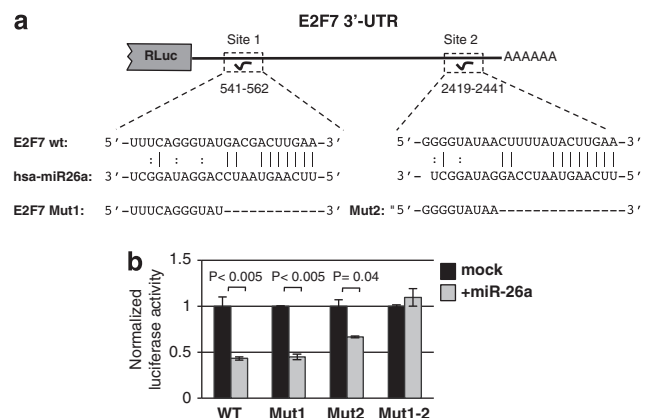 a
E2F7 3'-UTR
RLuc
Site 1
Site 2
AAAAAA
541-562
2419-2441
E2F7 wt: 5'-UUUCAGGGUAUGACGACUUGAA-3' 5'-GGGGUAUAACUUUUAUACUUGAA-3'
hsa-miR26a: 3'-UCGGAUAGGACCUAAUGAACUU-5' 3'- UCGGAUAGGACCUAAUGAACUU-5'
E2F7 Mut1: 5'-UUUCAGGGUAU-----------3' Mut2: "5'-GGGGUAUAA--------------3'
b
Normalized
luciferase activity
1.5
1
0.5
0
P< 0.005
P< 0.005
P= 0.04
mock
+miR-26a
WT
Mut1
Mut2
Mut1-2